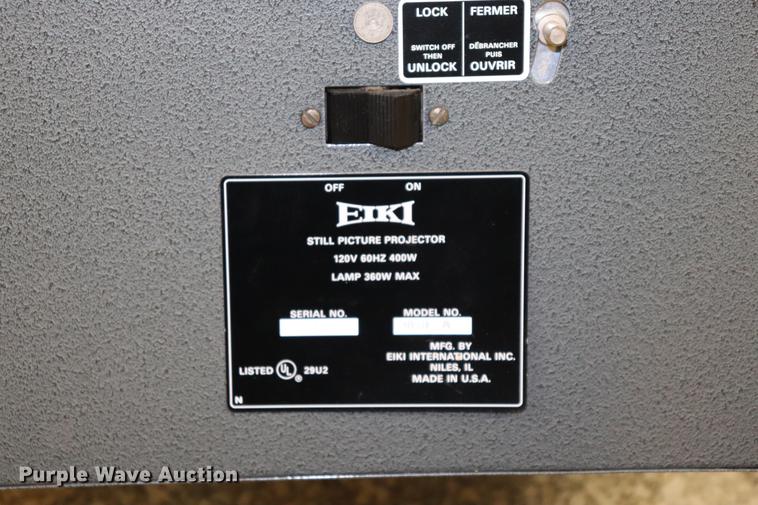 LOCK FERMER
SWITCH OFF THEN UNLOCK
DÉBRANCHER PUIS OUVRIR
OFF ON
EIKI
STILL PICTURE PROJECTOR
120V 60HZ 400W
LAMP 360W MAX
SERIAL NO. MODEL NO.
MFG. BY
EIKI INTERNATIONAL INC.
NILES, IL
MADE IN U.S.A.
LISTED UL ® 29U2
N
Purple Wave Auction